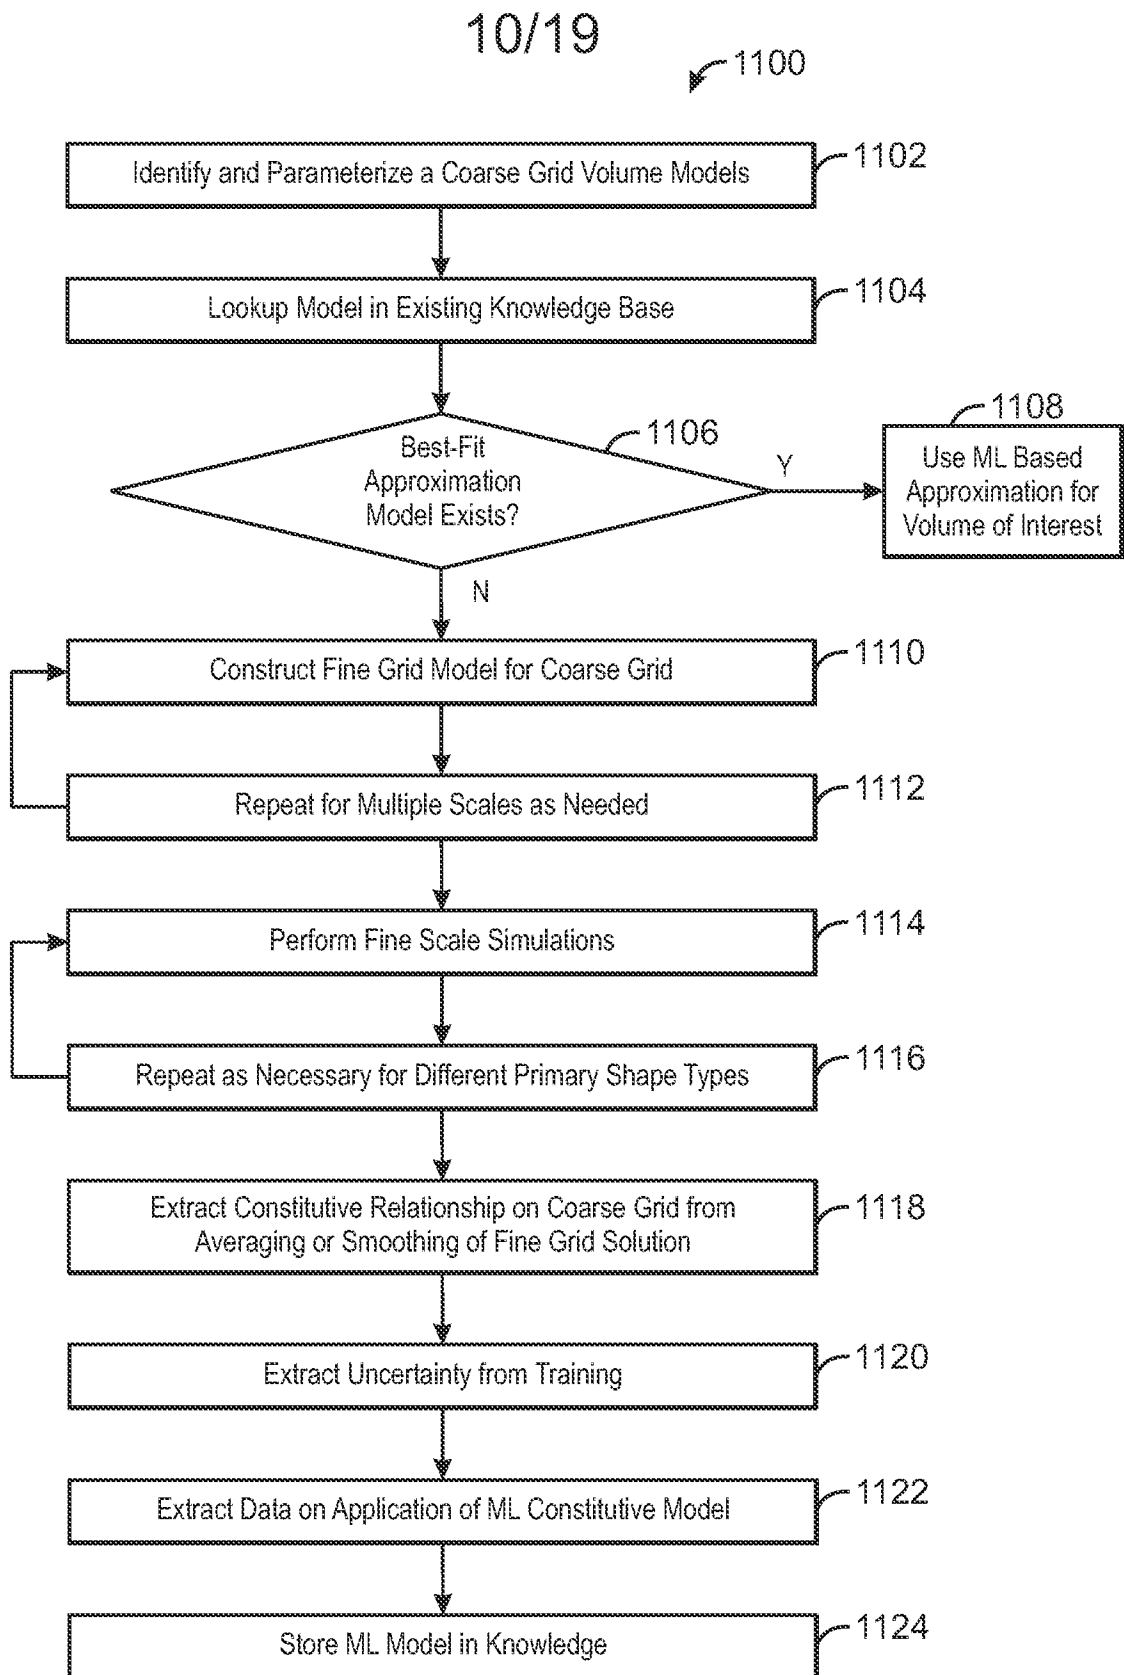 10/19
1100
Identify and Parameterize a Coarse Grid Volume Models
1102
Lookup Model in Existing Knowledge Base
1104
Best-Fit
Approximation
Model Exists?
1106
Y
1108
Use ML Based
Approximation for
Volume of Interest
N
Construct Fine Grid Model for Coarse Grid
1110
Repeat for Multiple Scales as Needed
1112
Perform Fine Scale Simulations
1114
Repeat as Necessary for Different Primary Shape Types
1116
Extract Constitutive Relationship on Coarse Grid from
Averaging or Smoothing of Fine Grid Solution
1118
Extract Uncertainty from Training
1120
Extract Data on Application of ML Constitutive Model
1122
Store ML Model in Knowledge
1124